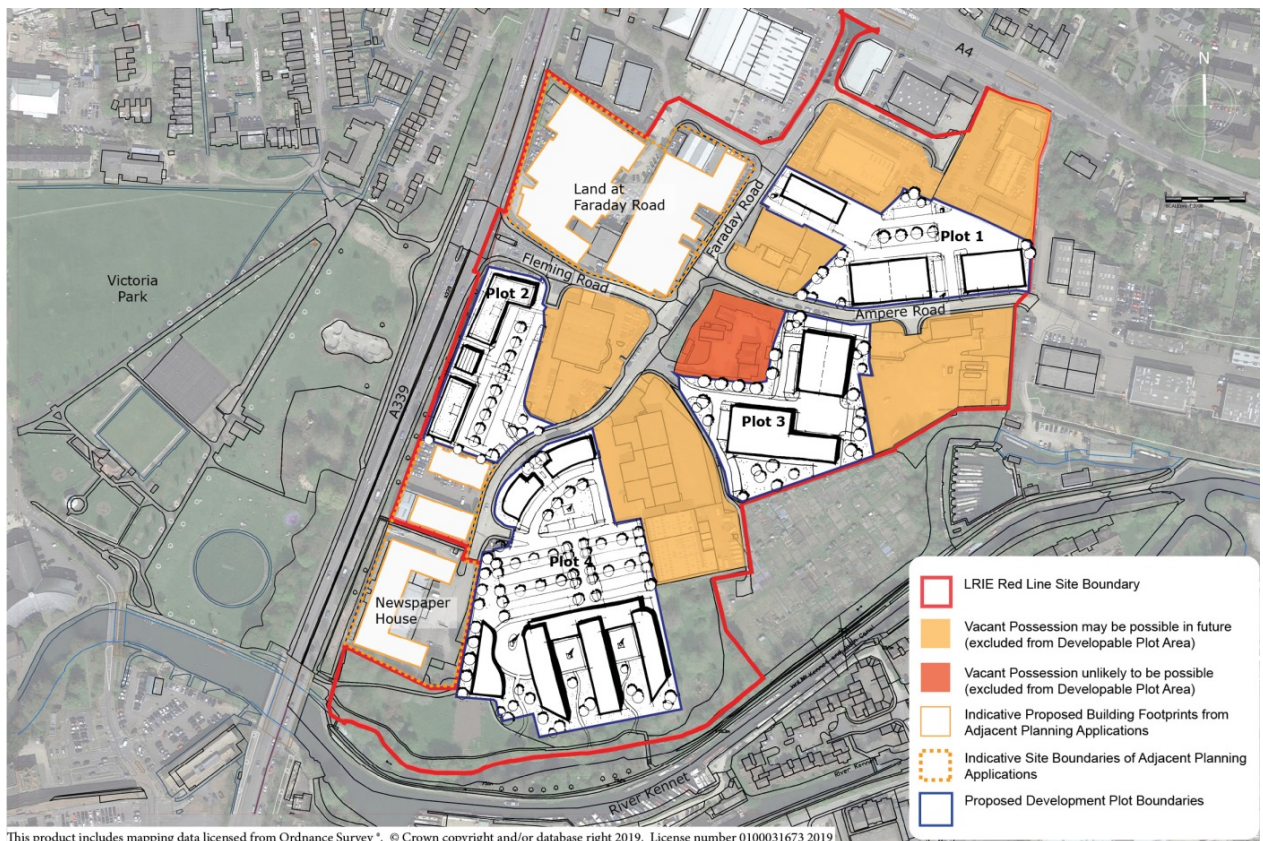 A4
N
Land at
Faraday Road
Faraday Road
Plot 1
Victoria
Park
Fleming Road
Plot 2
Ampere Road
A339
Plot 3
Plot 4
Newspaper
House
River Kennet
River Kennet
LRIE Red Line Site Boundary
Vacant Possession may be possible in future
(excluded from Developable Plot Area)
Vacant Possession unlikely to be possible
(excluded from Developable Plot Area)
Indicative Proposed Building Footprints from
Adjacent Planning Applications
Indicative Site Boundaries of Adjacent Planning
Applications
Proposed Development Plot Boundaries
This product includes mapping data licensed from Ordnance Survey ®. © Crown copyright and/or database right 2019. License number 0100031673 2019